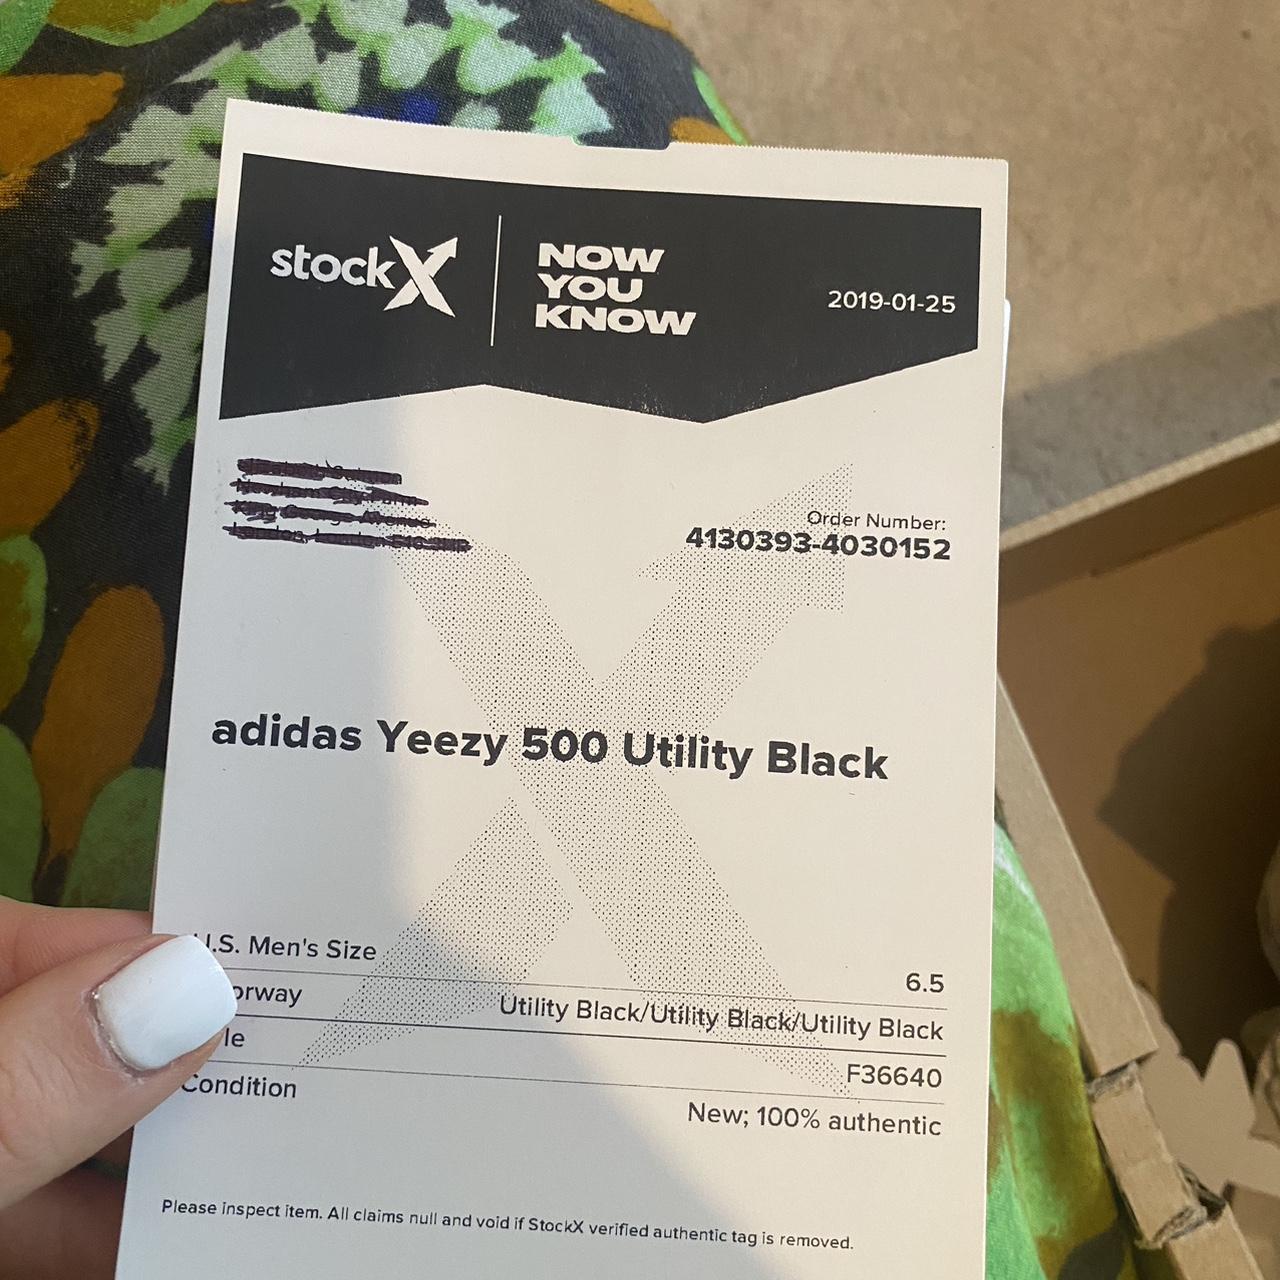 stockX
NOW
YOU
KNOW
2019-01-25
Order Number:
4130393-4030152
adidas Yeezy 500 Utility Black
U.S. Men's Size 6.5
orway Utility Black/Utility Black/Utility Black
le F36640
Condition New; 100% authentic
Please inspect item. All claims null and void if StockX verified authentic tag is removed.